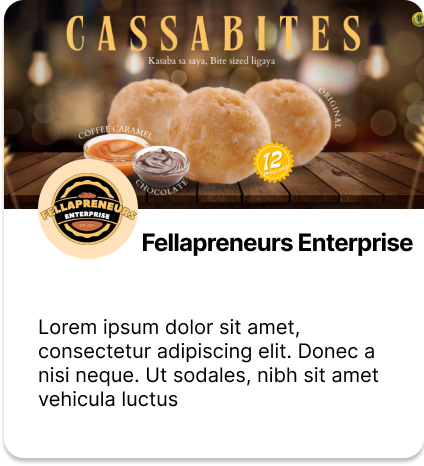 CASSABITES
Kasaba sa saya, Bite sized ligaya
ORIGINAL
COFFEE CARAMEL
CHOCOLATE
12
FELLAPRENEURS
ENTERPRISE
Fellapreneurs Enterprise
Lorem ipsum dolor sit amet,
consectetur adipiscing elit. Donec a
nisi neque. Ut sodales, nibh sit amet
vehicula luctus